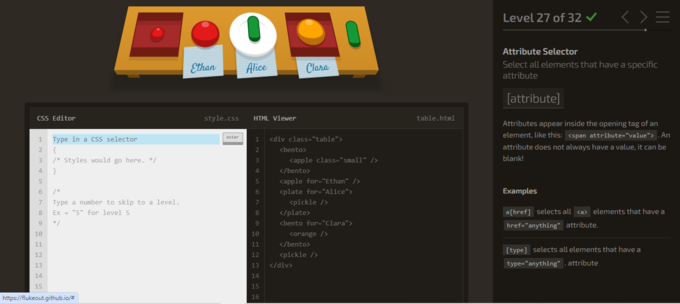 Ethan
Alice
Clara
Level 27 of 32
Attribute Selector
Select all elements that have a specific
attribute
[attribute]
Attributes appear inside the opening tag of an
element, like this: <span attribute="value"> . An
attribute does not always have a value, it can be
blank!
Examples
a[href] selects all <a> elements that have a
href="anything" attribute.
[type] selects all elements that have a
type="anything" . attribute
CSS Editor style.css
1 Type in a CSS selector enter
2 {
3 /* Styles would go here. */
4 }
5
6 /*
7 Type a number to skip to a level.
8 Ex → "5" for level 5
9 */
10
11
12
13
14
15
HTML Viewer table.html
1 <div class="table">
2 <bento>
3 <apple class="small" />
4 </bento>
5 <apple for="Ethan" />
6 <plate for="Alice">
7 <pickle />
8 </plate>
9 <bento for="Clara">
10 <orange />
11 </bento>
12 <pickle />
13 </div>
14
15
16
https://flukeout.github.io/#